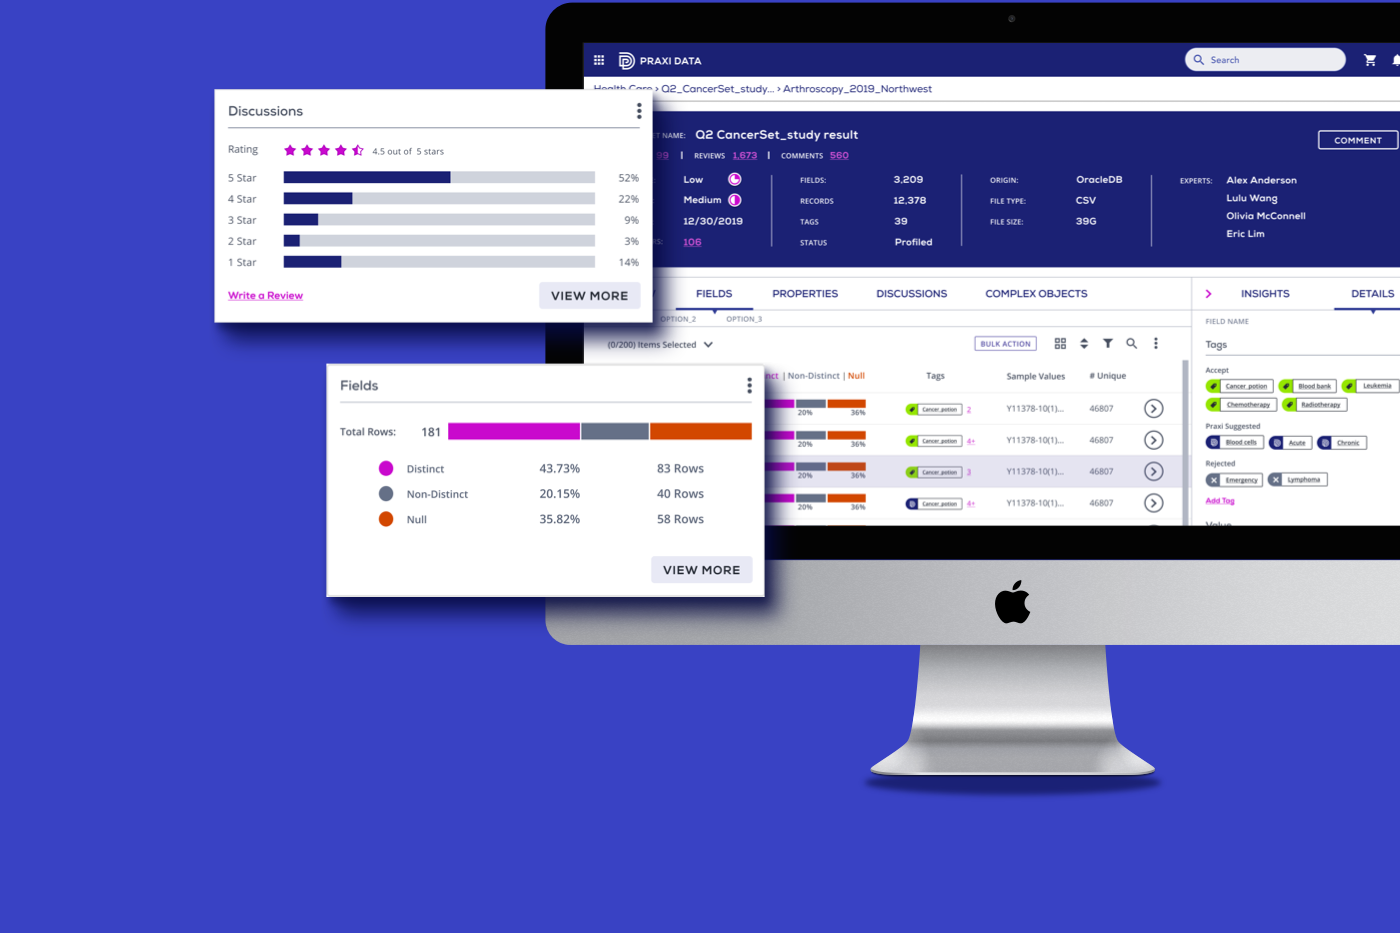 PRAXI DATA
Search
Health Care › Q2_CancerSet_study... › Arthroscopy_2019_Northwest
NAME: Q2 CancerSet_study result
COMMENT
99 | REVIEWS 1,673 | COMMENTS 560
Low
Medium
12/30/2019
106
FIELDS: 3,209
RECORDS 12,378
TAGS 39
STATUS Profiled
ORIGIN: OracleDB
FILE TYPE: CSV
FILE SIZE: 39G
EXPERTS: Alex Anderson
Lulu Wang
Olivia McConnell
Eric Lim
Discussions
Rating 4.5 out of 5 stars
5 Star 52%
4 Star 22%
3 Star 9%
2 Star 3%
1 Star 14%
Write a Review
VIEW MORE
FIELDS PROPERTIES DISCUSSIONS COMPLEX OBJECTS
OPTION_2 OPTION_3
(0/200) Items Selected
BULK ACTION
| Non-Distinct | Null Tags Sample Values # Unique
20% 36% Cancer_potion 2 Y11378-10(1)... 46807
20% 36% Cancer_potion 4+ Y11378-10(1)... 46807
20% 36% Cancer_potion 3 Y11378-10(1)... 46807
20% 36% Cancer_potion 4+ Y11378-10(1)... 46807
INSIGHTS DETAILS
FIELD NAME
Tags
Accept
Cancer_potion Blood bank Leukemia
Chemotherapy Radiotherapy
Praxi Suggested
Blood cells Acute Chronic
Rejected
Emergency Lymphoma
Add Tag
Value
Fields
Total Rows: 181
Distinct 43.73% 83 Rows
Non-Distinct 20.15% 40 Rows
Null 35.82% 58 Rows
VIEW MORE